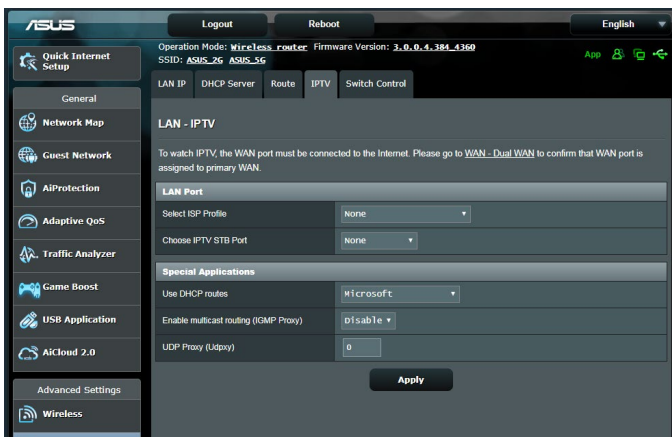 ASUS
Logout
Reboot
English
Quick Internet
Setup
Operation Mode: Wireless router Firmware Version: 3.0.0.4.384_4360
SSID: ASUS_2G ASUS_5G
App
LAN IP DHCP Server Route IPTV Switch Control
General
Network Map
Guest Network
AiProtection
Adaptive QoS
Traffic Analyzer
Game Boost
USB Application
AiCloud 2.0
Advanced Settings
Wireless
LAN - IPTV
To watch IPTV, the WAN port must be connected to the Internet. Please go to WAN - Dual WAN to confirm that WAN port is
assigned to primary WAN.
LAN Port
Select ISP Profile None
Choose IPTV STB Port None
Special Applications
Use DHCP routes Microsoft
Enable multicast routing (IGMP Proxy) Disable
UDP Proxy (Udpxy) 0
Apply